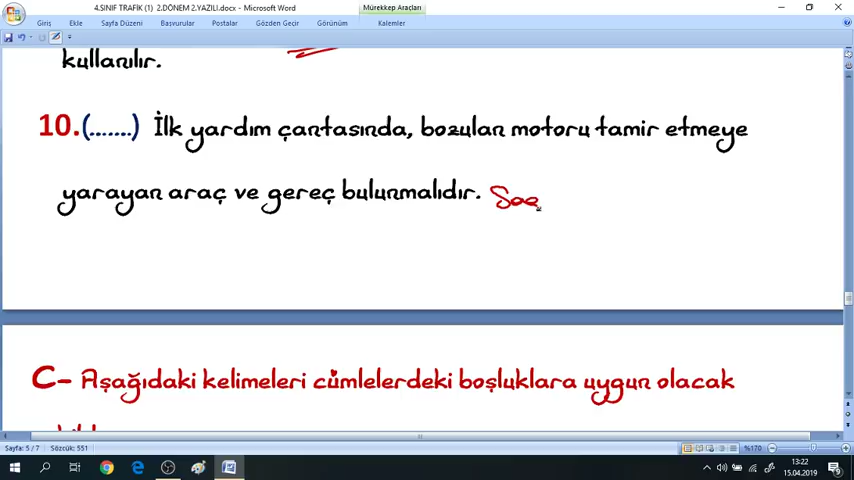 4.SINIF TRAFİK (1) 2.DÖNEM 2.YAZILI.docx - Microsoft Word
Mürekkep Araçları
Giriş Ekle Sayfa Düzeni Başvurular Postalar Gözden Geçir Görünüm Kalemler
kullanılır.
10.(.......) İlk yardım çantasında, bozulan motoru tamir etmeye
yarayan araç ve gereç bulunmalıdır.
C- Aşağıdaki kelimeleri cümlelerdeki boşluklara uygun olacak
Sayfa: 5 / 7 Sözcük: 551 %170
13:22
15.04.2019